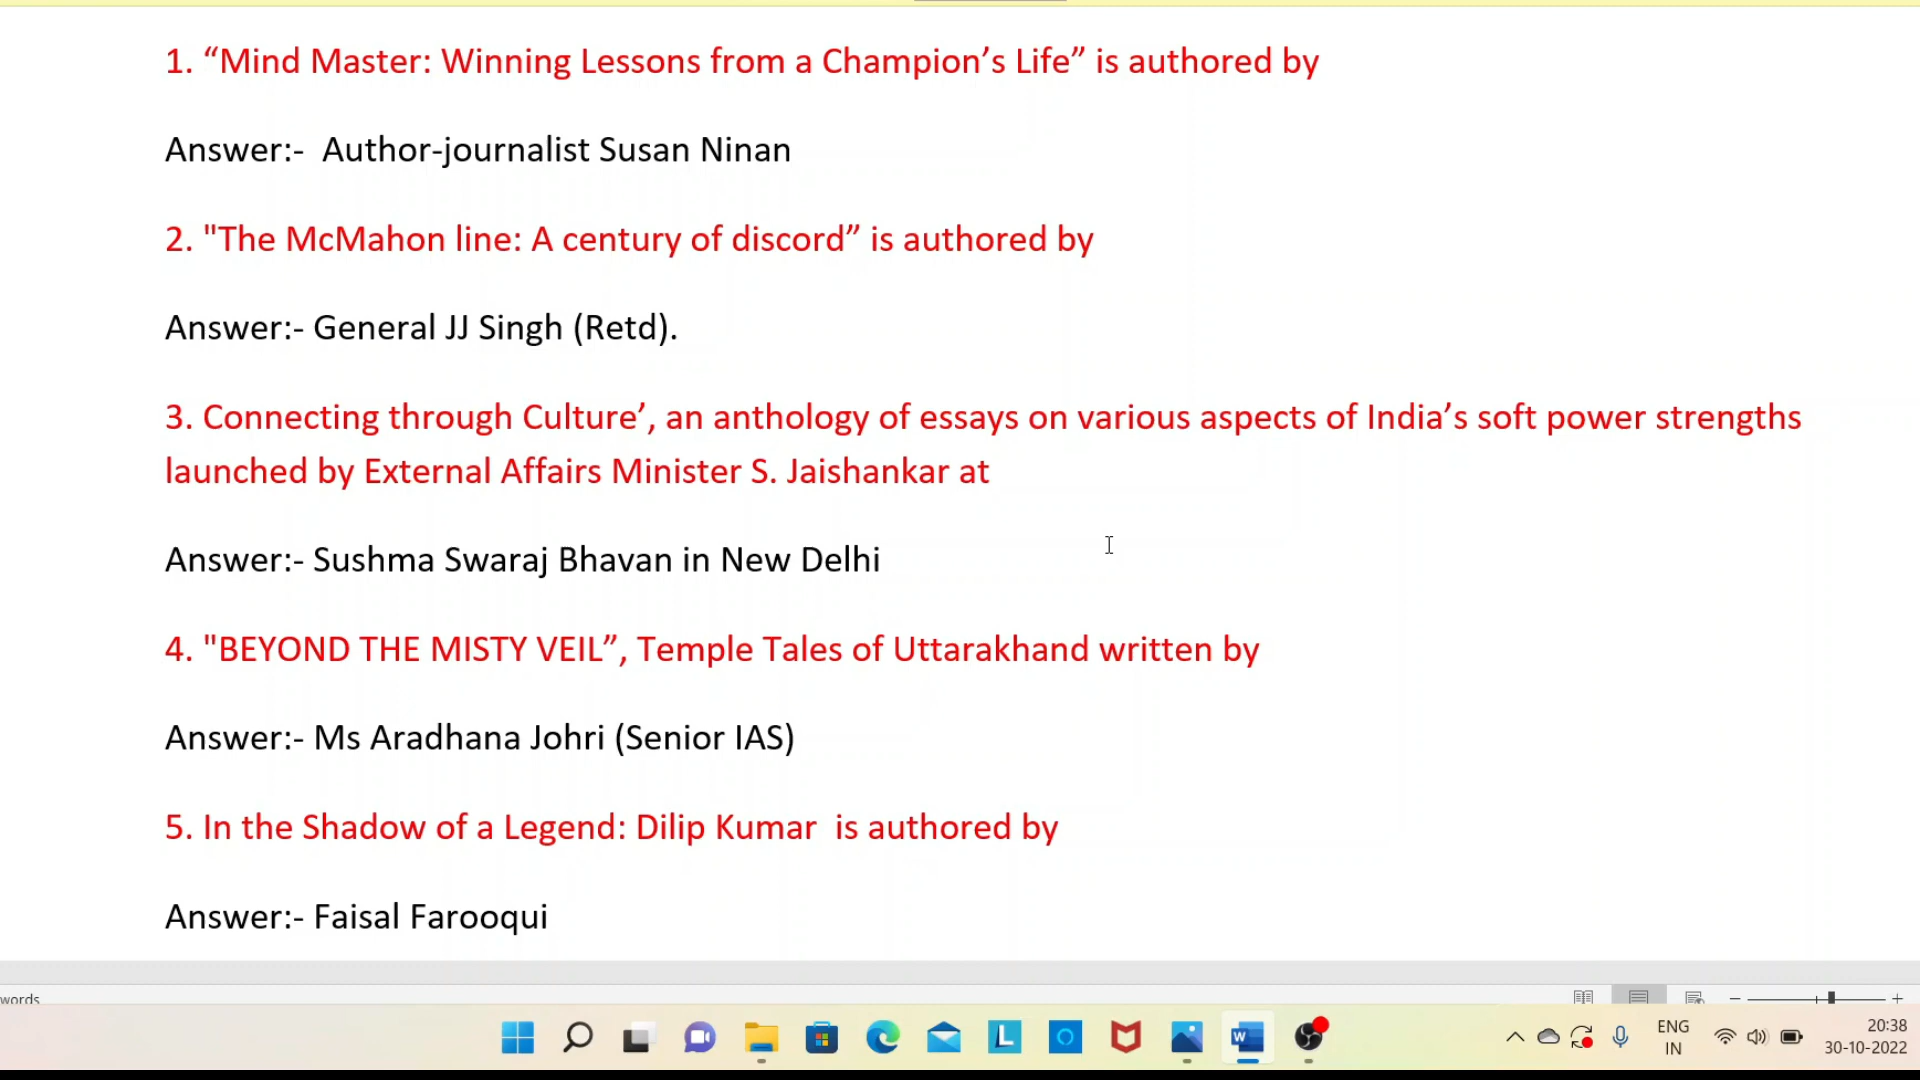 1. “Mind Master: Winning Lessons from a Champion’s Life” is authored by
Answer:-  Author-journalist Susan Ninan
2. "The McMahon line: A century of discord” is authored by
Answer:- General JJ Singh (Retd).
3. Connecting through Culture’, an anthology of essays on various aspects of India’s soft power strengths
launched by External Affairs Minister S. Jaishankar at
Answer:- Sushma Swaraj Bhavan in New Delhi
4. "BEYOND THE MISTY VEIL”, Temple Tales of Uttarakhand written by
Answer:- Ms Aradhana Johri (Senior IAS)
5. In the Shadow of a Legend: Dilip Kumar  is authored by
Answer:- Faisal Farooqui
words
L
W
ENG
IN
20:38
30-10-2022